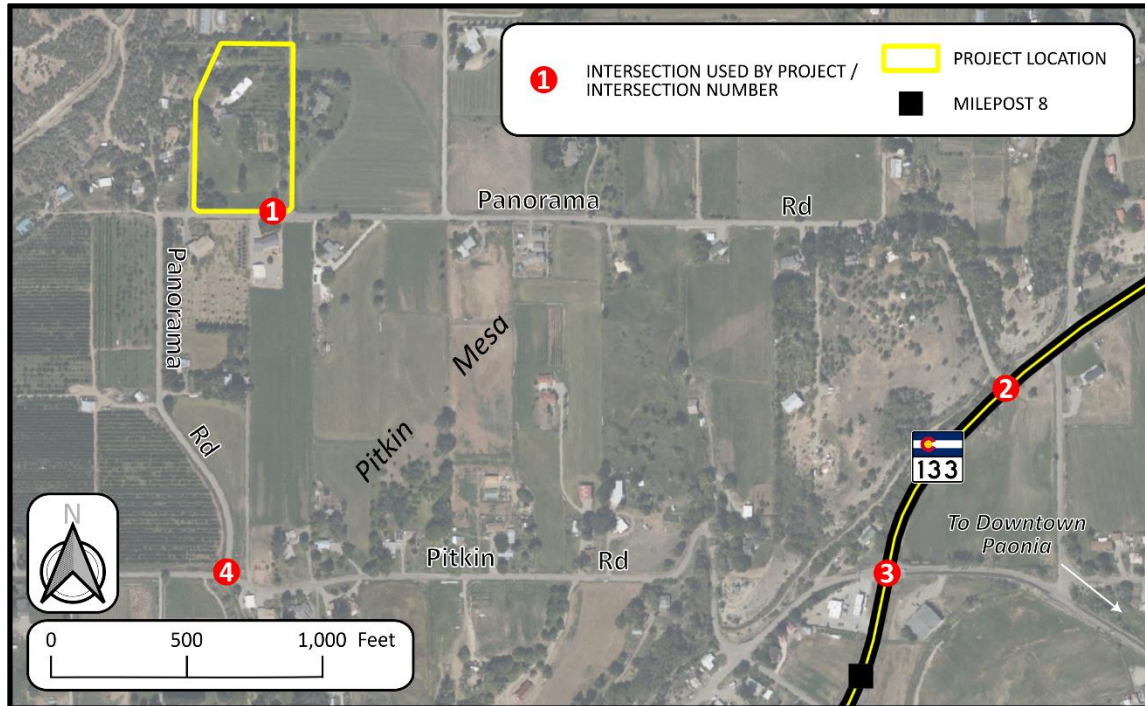 1
INTERSECTION USED BY PROJECT /
INTERSECTION NUMBER
PROJECT LOCATION
MILEPOST 8
1
Panorama
Rd
Panorama
Rd
Pitkin
Mesa
2
133
To Downtown
Paonia
3
4
Pitkin
Rd
N
0 500 1,000 Feet